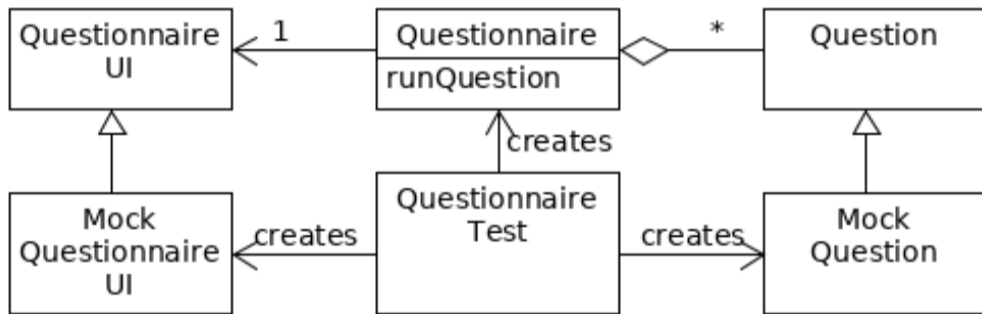 Questionnaire
UI
1
Questionnaire
runQuestion
*
Question
creates
Mock
Questionnaire
UI
creates
Questionnaire
Test
creates
Mock
Question